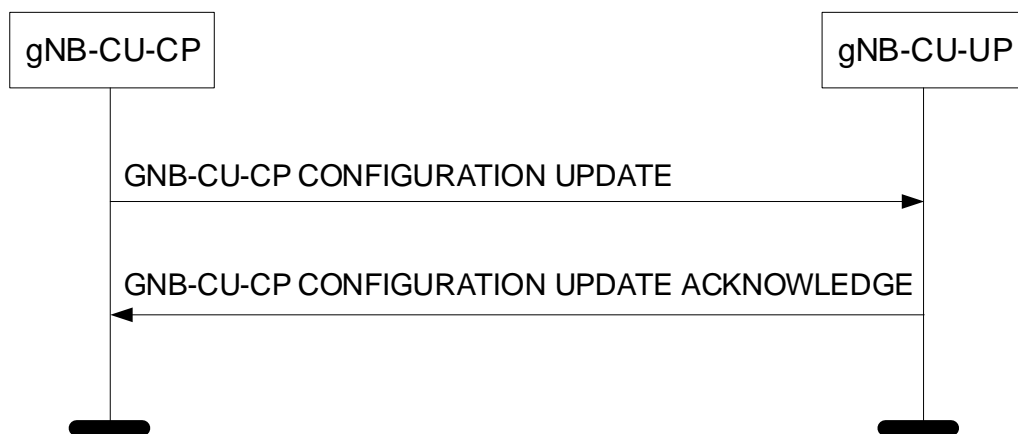 gNB-CU-CP
gNB-CU-UP
GNB-CU-CP CONFIGURATION UPDATE
GNB-CU-CP CONFIGURATION UPDATE ACKNOWLEDGE